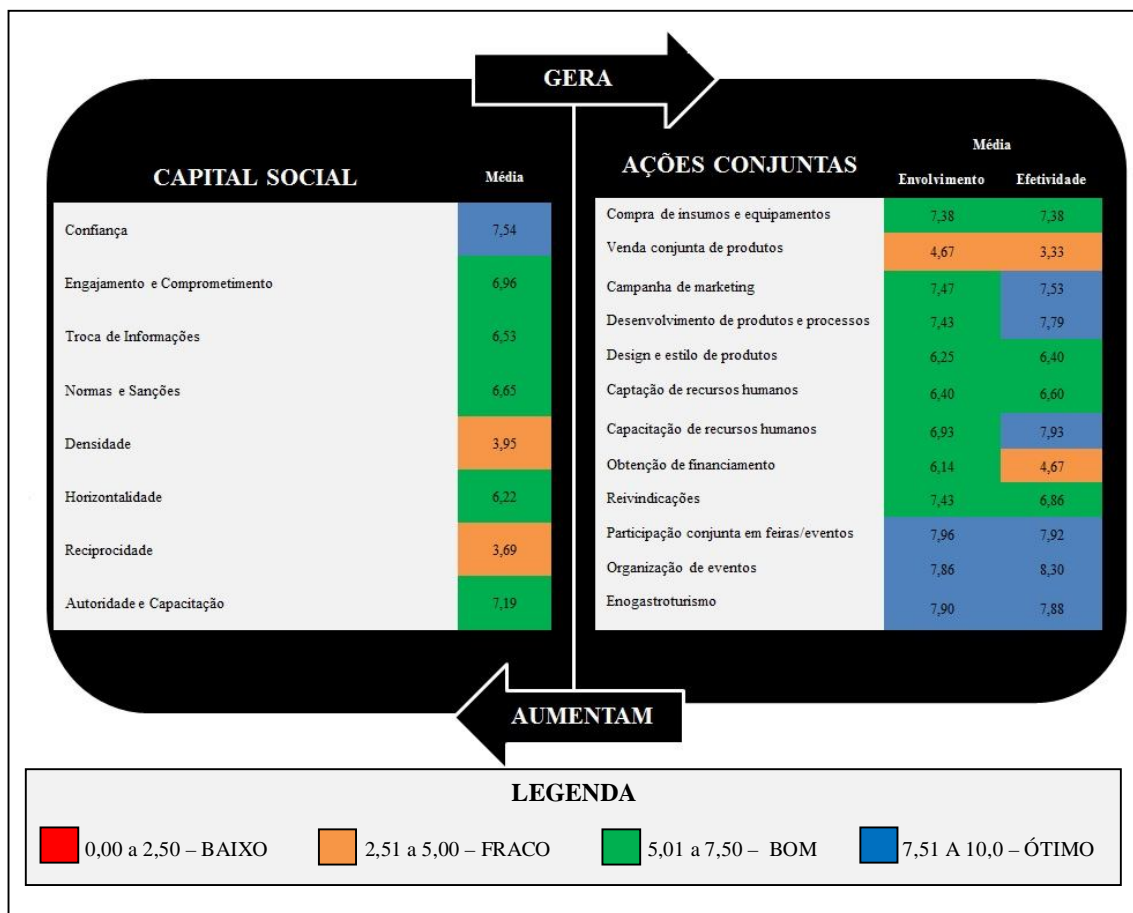 GERA
CAPITAL SOCIAL Média
Confiança 7,54
Engajamento e Comprometimento 6,96
Troca de Informações 6,53
Normas e Sanções 6,65
Densidade 3,95
Horizontalidade 6,22
Reciprocidade 3,69
Autoridade e Capacitação 7,19
Média
AÇÕES CONJUNTAS Envolvimento Efetividade
Compra de insumos e equipamentos 7,38 7,38
Venda conjunta de produtos 4,67 3,33
Campanha de marketing 7,47 7,53
Desenvolvimento de produtos e processos 7,43 7,79
Design e estilo de produtos 6,25 6,40
Captação de recursos humanos 6,40 6,60
Capacitação de recursos humanos 6,93 7,93
Obtenção de financiamento 6,14 4,67
Reivindicações 7,43 6,86
Participação conjunta em feiras/eventos 7,96 7,92
Organização de eventos 7,86 8,30
Enogastroturismo 7,90 7,88
AUMENTAM
LEGENDA
0,00 a 2,50 – BAIXO 2,51 a 5,00 – FRACO 5,01 a 7,50 – BOM 7,51 A 10,0 – ÓTIMO